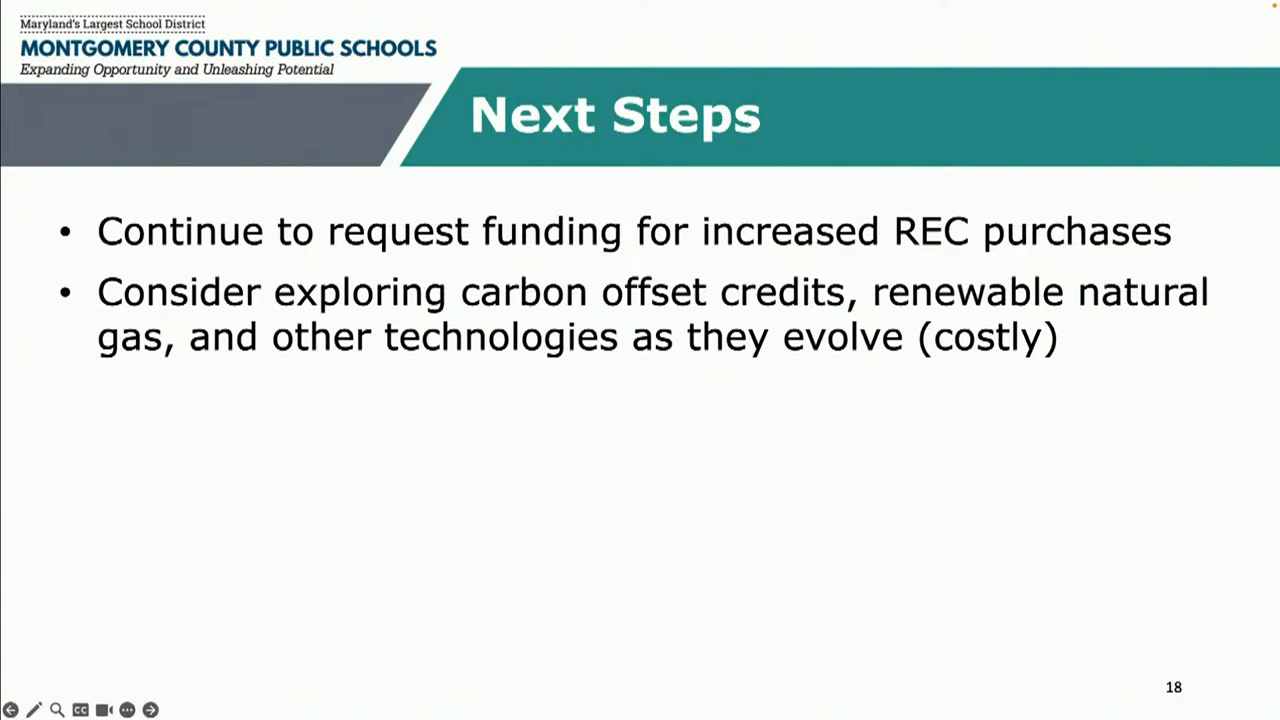 Maryland's Largest School District
MONTGOMERY COUNTY PUBLIC SCHOOLS
Expanding Opportunity and Unleashing Potential
Next Steps
• Continue to request funding for increased REC purchases
• Consider exploring carbon offset credits, renewable natural
gas, and other technologies as they evolve (costly)
18
CC